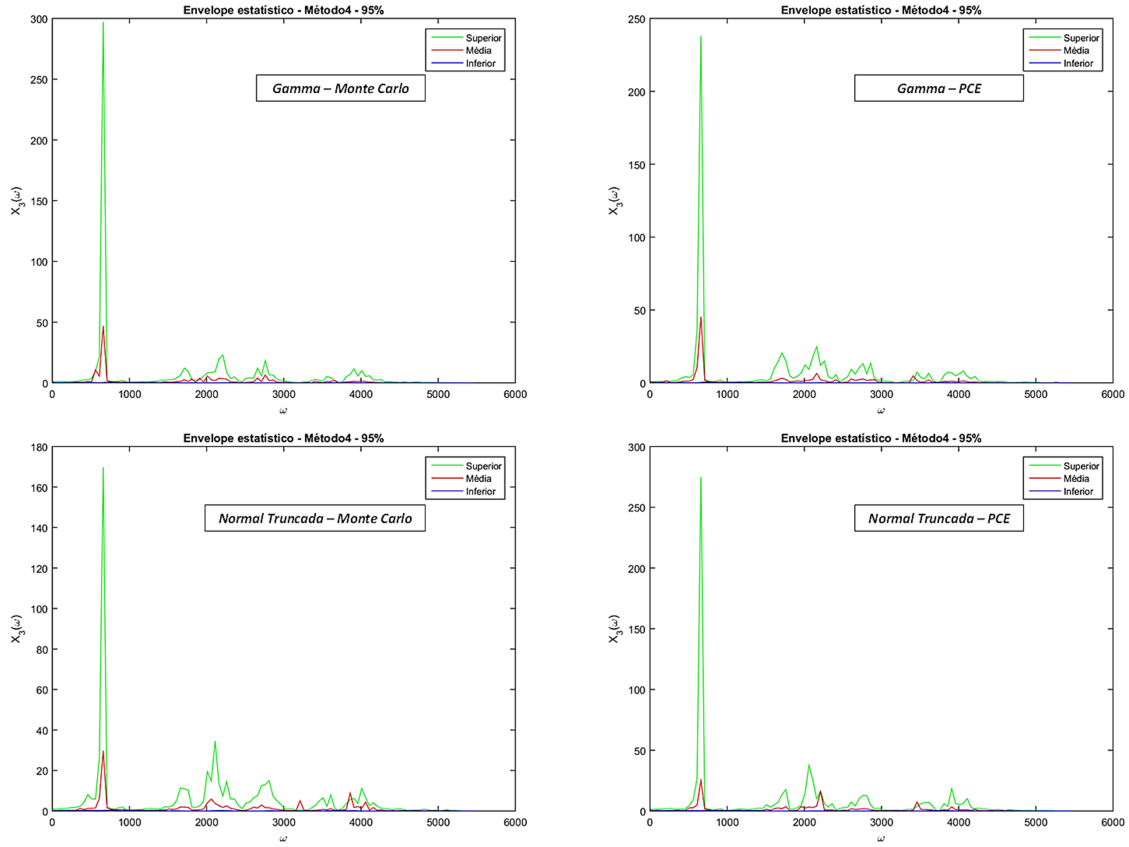 Envelope estatístico - Método4 - 95%
300
250
200
150
100
50
0
X3(ω)
Superior
Média
Inferior
Gamma – Monte Carlo
0 1000 2000 3000 4000 5000 6000
ω
Envelope estatístico - Método4 - 95%
250
200
150
100
50
0
X3(ω)
Superior
Média
Inferior
Gamma – PCE
0 1000 2000 3000 4000 5000 6000
ω
Envelope estatístico - Método4 - 95%
180
160
140
120
100
80
60
40
20
0
X3(ω)
Superior
Média
Inferior
Normal Truncada – Monte Carlo
0 1000 2000 3000 4000 5000 6000
ω
Envelope estatístico - Método4 - 95%
300
250
200
150
100
50
0
X3(ω)
Superior
Média
Inferior
Normal Truncada – PCE
0 1000 2000 3000 4000 5000 6000
ω